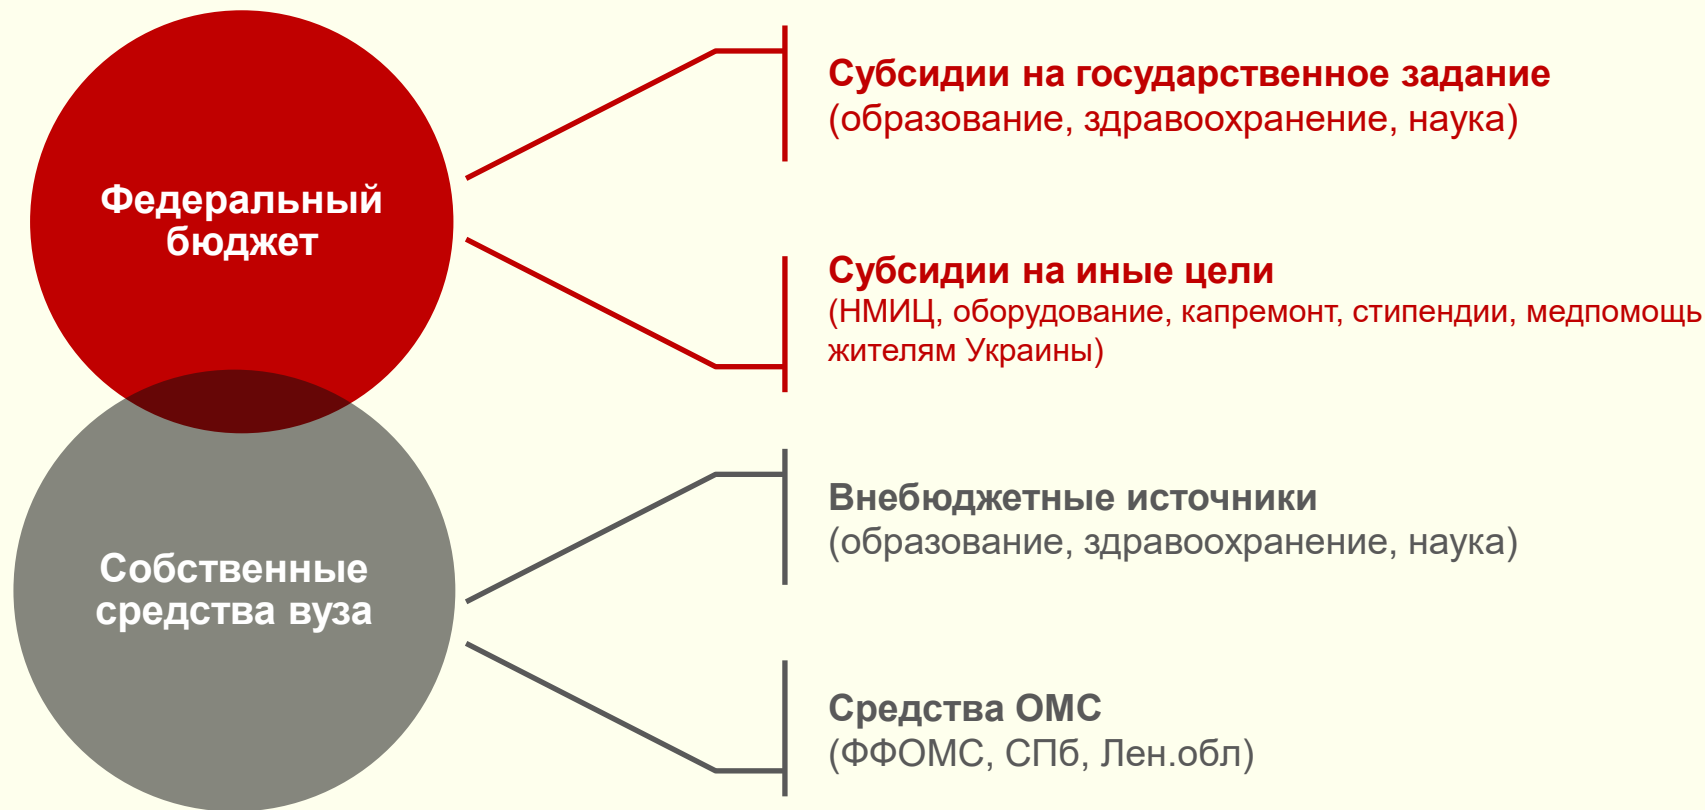 Федеральный
бюджет
Субсидии на государственное задание
(образование, здравоохранение, наука)
Субсидии на иные цели
(НМИЦ, оборудование, капремонт, стипендии, медпомощь
жителям Украины)
Собственные
средства вуза
Внебюджетные источники
(образование, здравоохранение, наука)
Средства ОМС
(ФФОМС, СПб, Лен.обл)